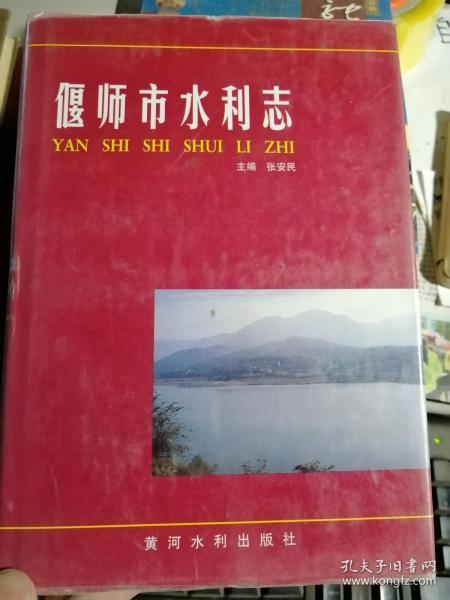 偃师市水利志
YAN SHI SHI SHUI LI ZHI
主编 张安民
黄河水利出版社
孔夫子旧书网
www.kongfz.com